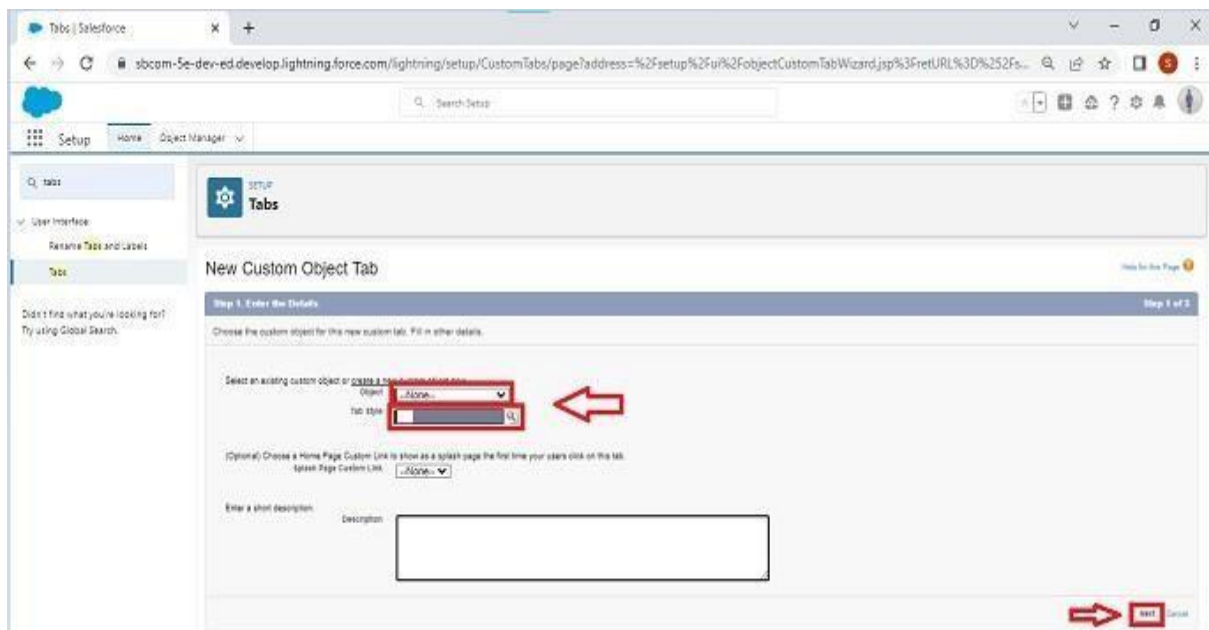 Tabs | Salesforce
sbcom-5e-dev-ed.develop.lightning.force.com/lightning/setup/CustomTabs/page?address=%2Fsetup%2Fui%2FobjectCustomTabWizard.jsp%3FretURL%3D%252Fs...
S
Search Setup
Setup Home Object Manager
tabs
SETUP
Tabs
User Interface
Rename Tabs and Labels
Tabs
Didn't find what you're looking for?
Try using Global Search.
New Custom Object Tab
Help for this Page
Step 1. Enter the Details
Step 1 of 3
Choose the custom object for this new custom tab. Fill in other details.
Select an existing custom object or create a new custom object now.
Object --None--
Tab Style
(Optional) Choose a Home Page Custom Link to show as a splash page the first time your users click on this tab.
Splash Page Custom Link --None--
Enter a short description.
Description
Next Cancel